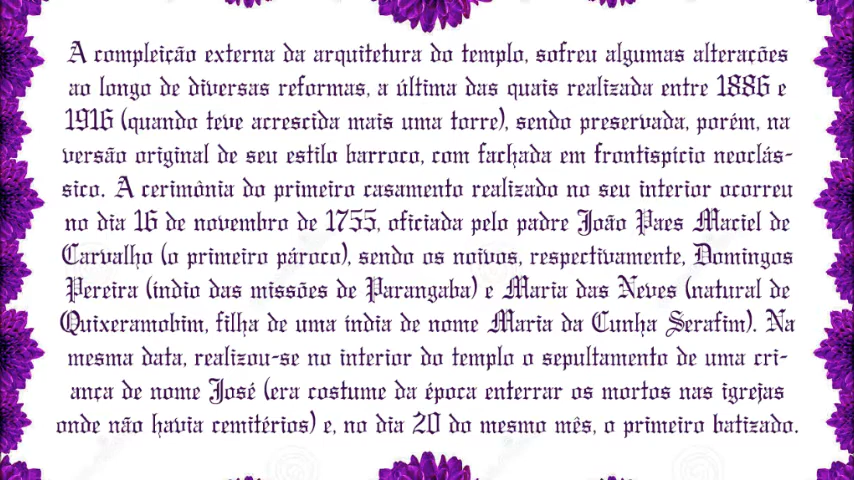 A compleição externa da arquitetura do templo, sofreu algumas alterações
ao longo de diversas reformas, a última das quais realizada entre 1886 e
1916 (quando teve acrescida mais uma torre), sendo preservada, porém, na
versão original de seu estilo barroco, com fachada em frontispício neoclás-
sico. A cerimônia do primeiro casamento realizado no seu interior ocorreu
no dia 16 de novembro de 1755, oficiada pelo padre João Paes Maciel de
Carvalho (o primeiro pároco), sendo os noivos, respectivamente, Domingos
Pereira (índio das missões de Parangaba) e Maria das Neves (natural de
Quixeramobim, filha de uma índia de nome Maria da Cunha Serafim). Na
mesma data, realizou-se no interior do templo o sepultamento de uma cri-
ança de nome José (era costume da época enterrar os mortos nas igrejas
onde não havia cemitérios) e, no dia 20 do mesmo mês, o primeiro batizado.